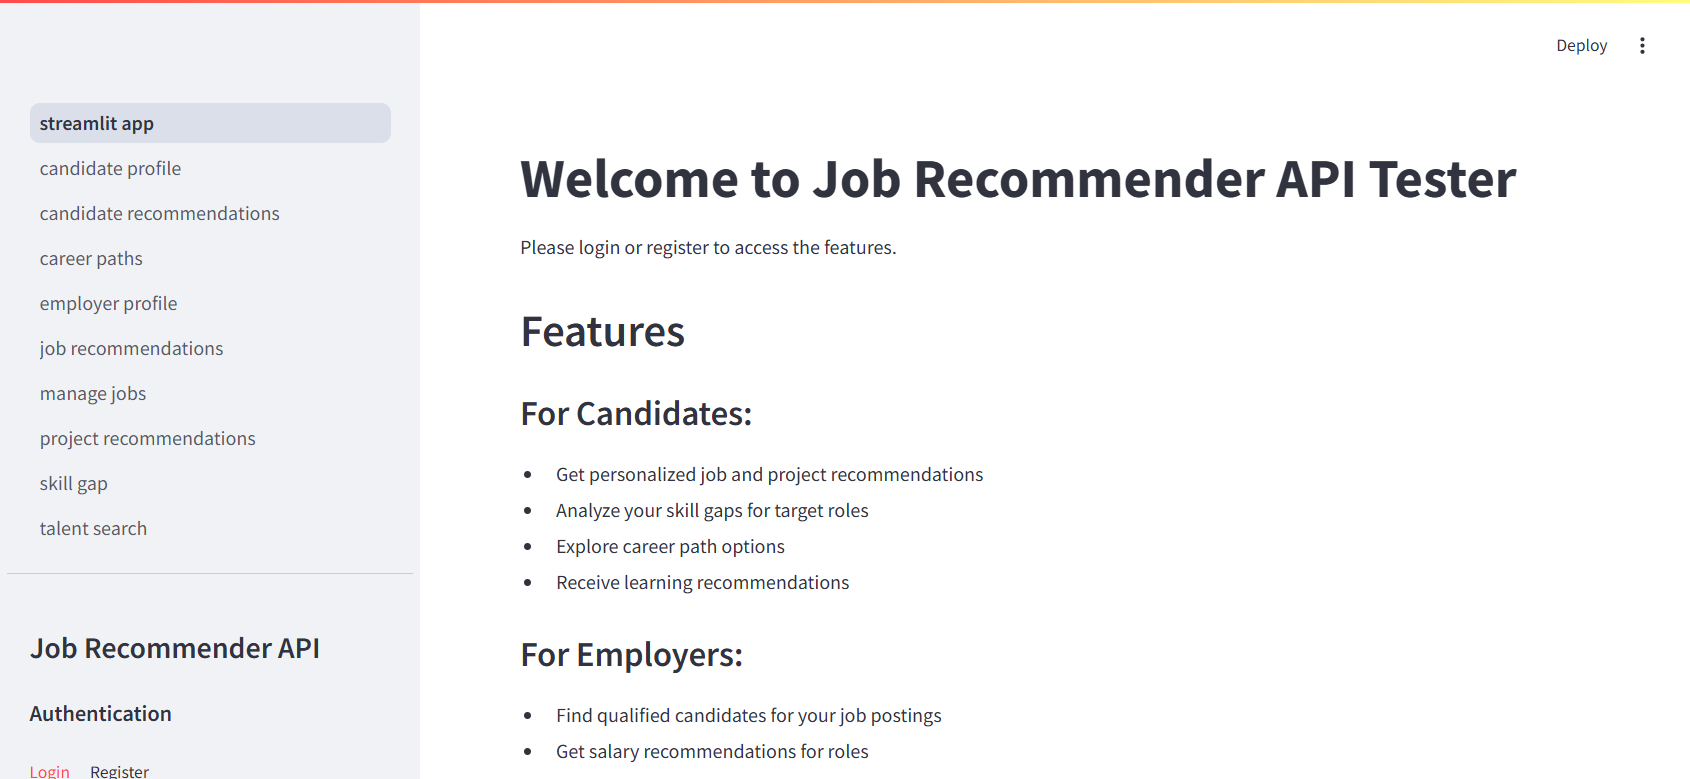 Deploy
streamlit app
candidate profile
candidate recommendations
career paths
employer profile
job recommendations
manage jobs
project recommendations
skill gap
talent search
Job Recommender API
Authentication
Login Register
Welcome to Job Recommender API Tester
Please login or register to access the features.
Features
For Candidates:
Get personalized job and project recommendations
Analyze your skill gaps for target roles
Explore career path options
Receive learning recommendations
For Employers:
Find qualified candidates for your job postings
Get salary recommendations for roles